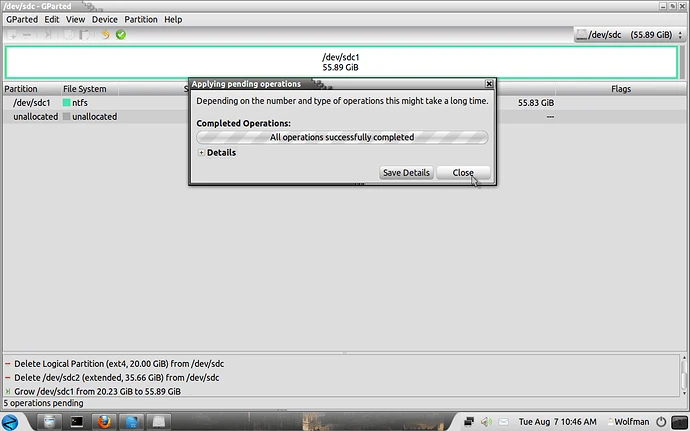 /dev/sdc - GParted
GParted Edit View Device Partition Help
/dev/sdc (55.89 GiB)
/dev/sdc1
55.89 GiB
Applying pending operations
Depending on the number and type of operations this might take a long time.
Completed Operations:
All operations successfully completed
Details
Save Details Close
Partition File System S Flags
/dev/sdc1 ntfs 55.83 GiB
unallocated unallocated ---
Delete Logical Partition (ext4, 20.00 GiB) from /dev/sdc
Delete /dev/sdc2 (extended, 35.66 GiB) from /dev/sdc
Grow /dev/sdc1 from 20.23 GiB to 55.89 GiB
5 operations pending
Tue Aug 7 10:46 AM Wolfman